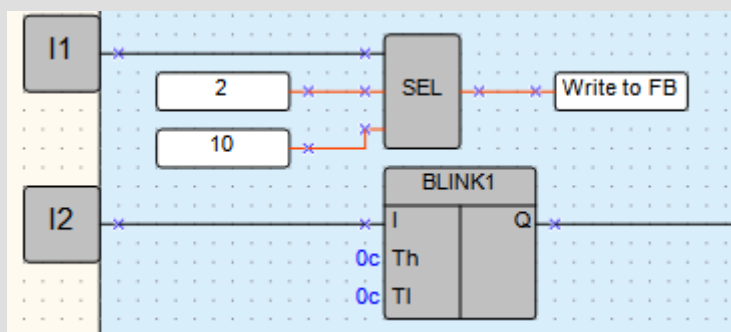 I1
2
SEL
Write to FB
10
BLINK1
I2
I
Q
0c Th
0c Tl